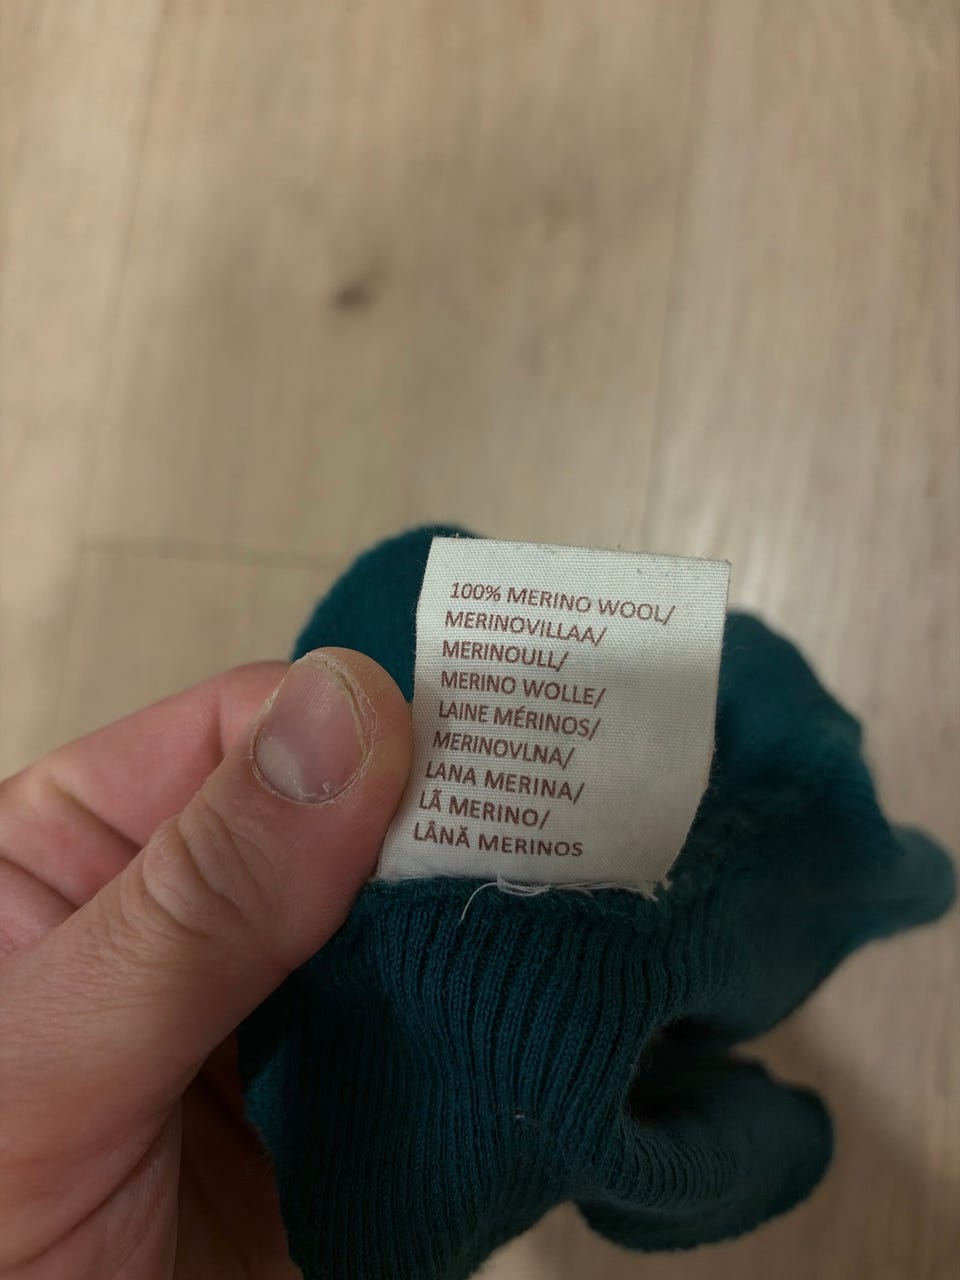 100% MERINO WOOL/
MERINOVILLAA/
MERINOULL/
MERINO WOLLE/
LAINE MÉRINOS/
MERINOVLNA/
LANA MERINA/
LÃ MERINO/
LÂNĂ MERINOS